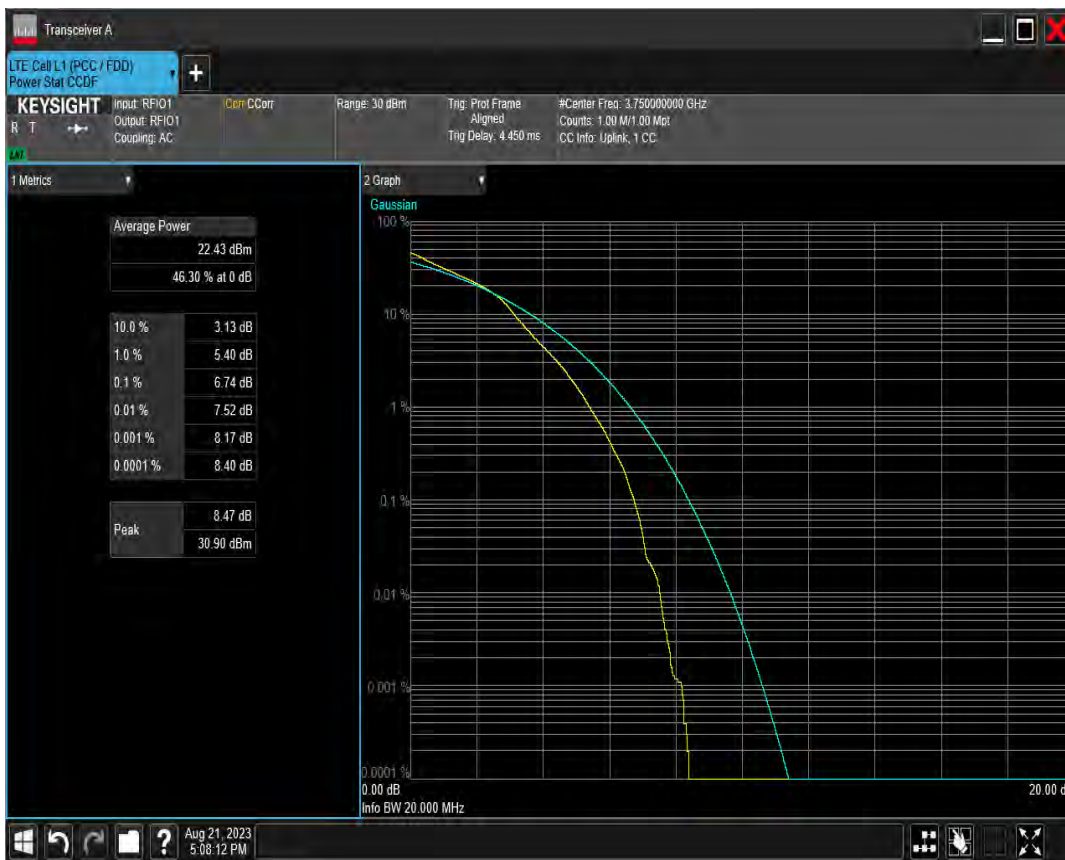 Transceiver A
LTE Cell L1 (PCC / FDD)
Power Stat CCDF
+
KEYSIGHT
R T
LNI
Input: RFIO1
Output: RFIO1
Coupling: AC
Corr CCorr
Range: 30 dBm
Trig: Prot Frame
Aligned
Trig Delay: 4.450 ms
#Center Freq: 3.750000000 GHz
Counts: 1.00 M/1.00 Mpt
CC Info: Uplink, 1 CC
1 Metrics
Average Power
22.43 dBm
46.30 % at 0 dB
10.0 % 3.13 dB
1.0 % 5.40 dB
0.1 % 6.74 dB
0.01 % 7.52 dB
0.001 % 8.17 dB
0.0001 % 8.40 dB
Peak
8.47 dB
30.90 dBm
2 Graph
Gaussian
100 %
10 %
1 %
0.1 %
0.01 %
0.001 %
0.0001 %
0.00 dB
20.00 d
Info BW 20.000 MHz
?
Aug 21, 2023
5:08:12 PM